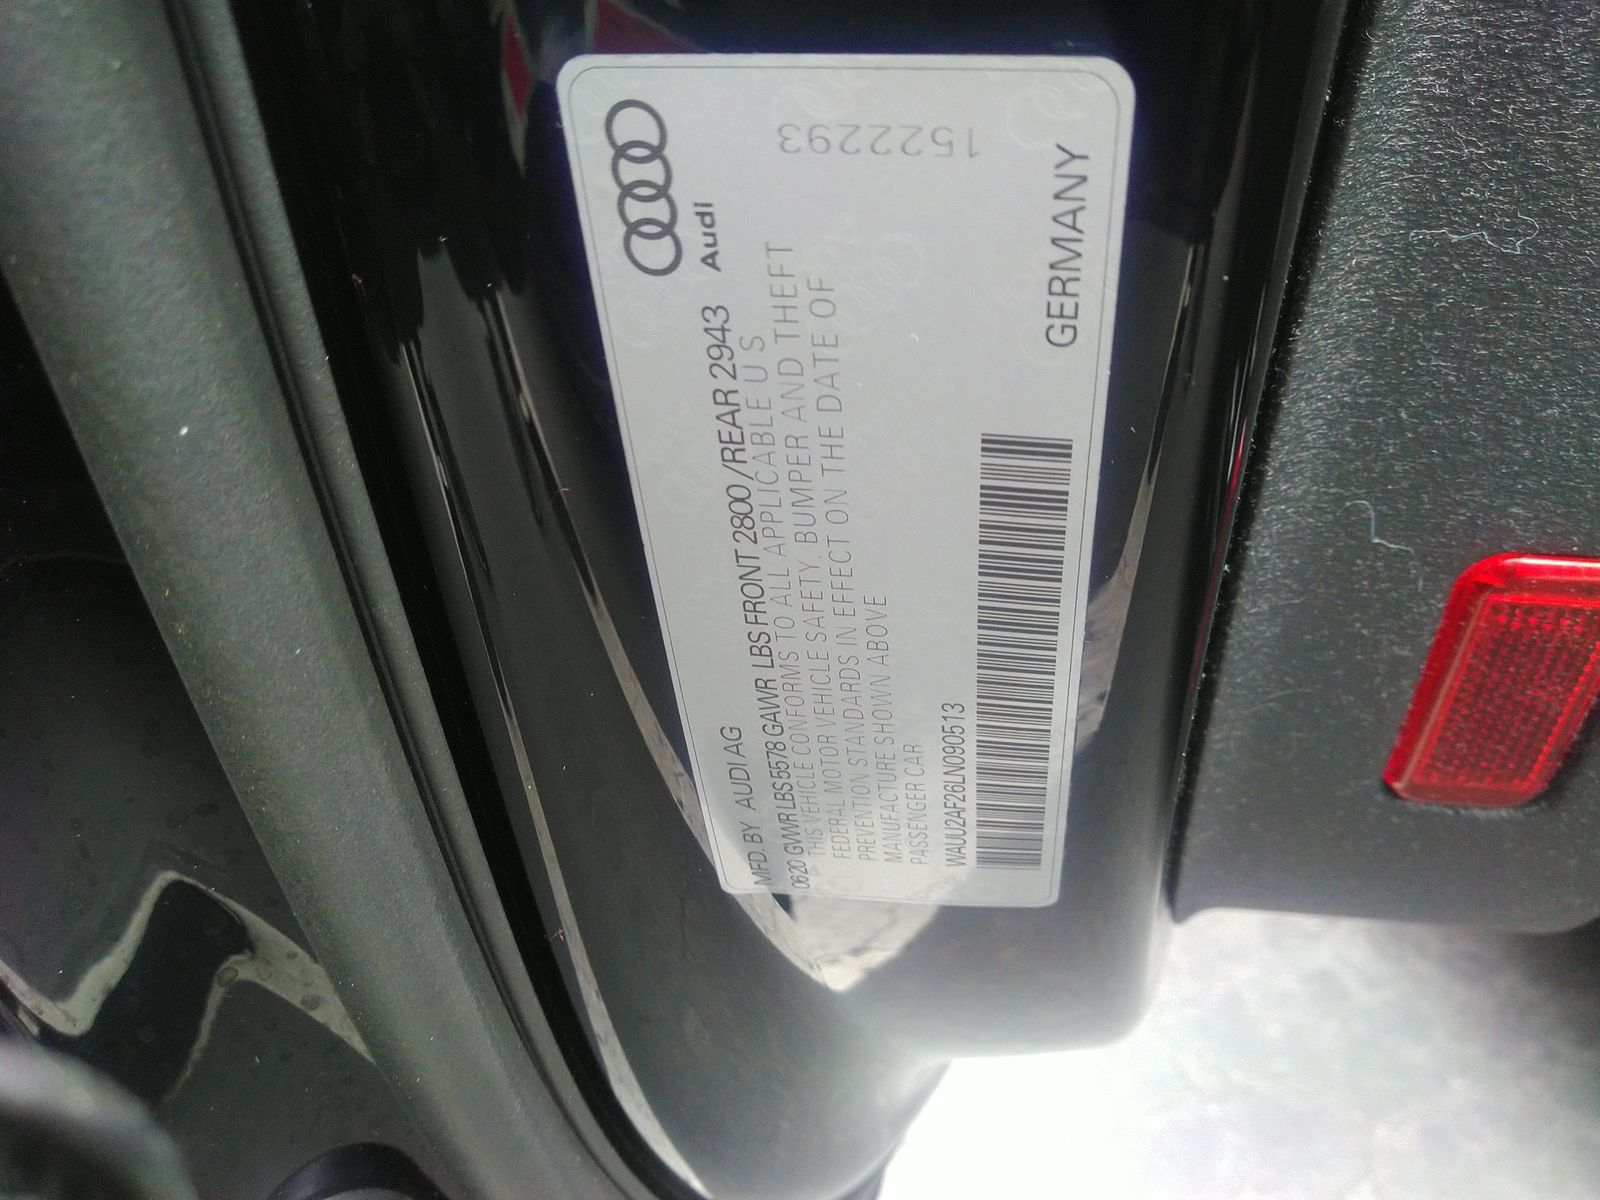 Audi
MFD. BY AUDI AG
0620 GVWR LBS 5578 GAWR LBS FRONT 2800/REAR 2943
THIS VEHICLE CONFORMS TO ALL APPLICABLE U S
FEDERAL MOTOR VEHICLE SAFETY, BUMPER AND THEFT
PREVENTION STANDARDS IN EFFECT ON THE DATE OF
MANUFACTURE SHOWN ABOVE
PASSENGER CAR
WAUU2AF26LN090513
GERMANY
1522293